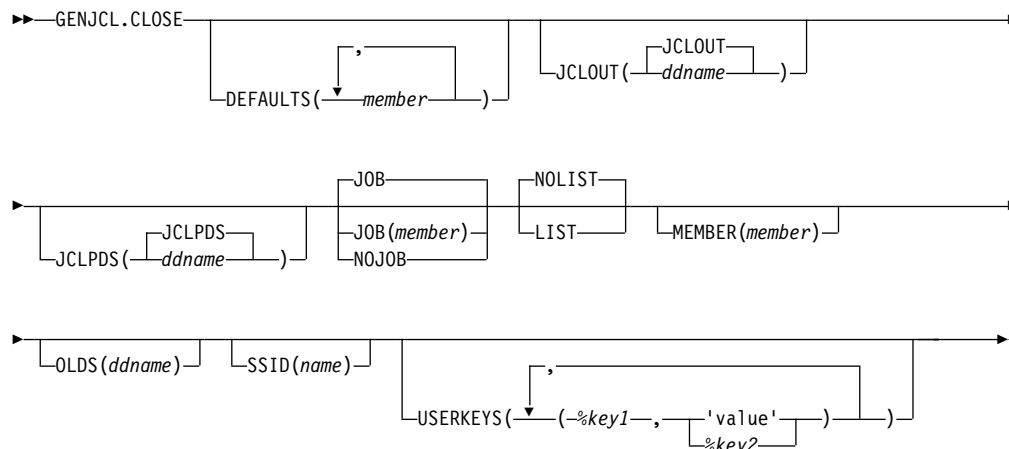 GENJCL.CLOSE
,
JCLOUT
DEFAULTS( member )
JCLOUT( ddname )
JOB
NOLIST
JCLPDS
JOB(member)
LIST
MEMBER(member)
JCLPDS( ddname )
NOJOB
OLDS(ddname)
SSID(name)
,
USERKEYS( (%key1 , 'value' ) )
%key2